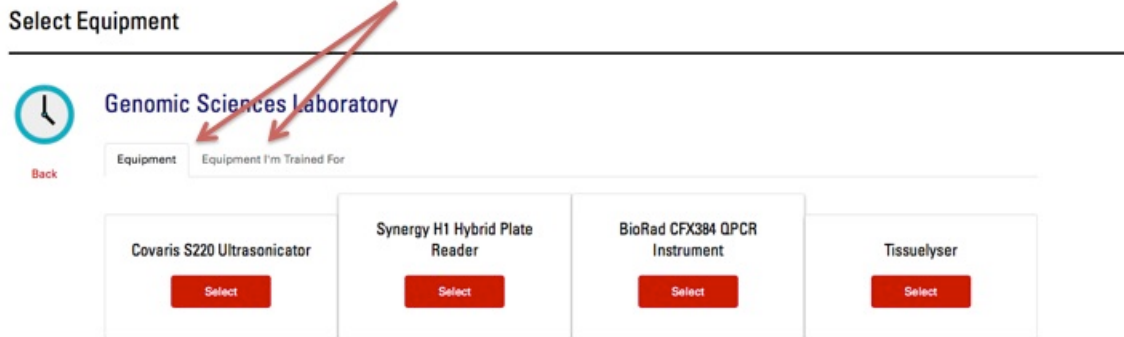 Select Equipment
Genomic Sciences Laboratory
Back
Equipment
Equipment I'm Trained For
Covaris S220 Ultrasonicator
Select
Synergy H1 Hybrid Plate
Reader
Select
BioRad CFX384 QPCR
Instrument
Select
Tissuelyser
Select